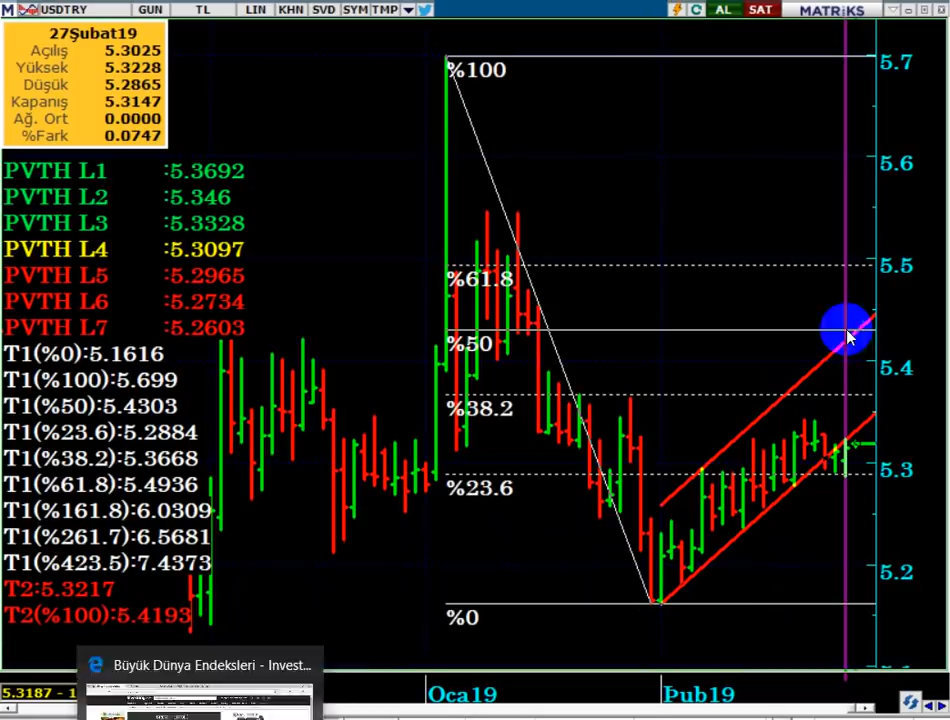 M USDTRY GUN TL LIN KHN SVD SYM TMP AL SAT MATRiKS
27Şubat19
Açılış 5.3025
Yüksek 5.3228
Düşük 5.2865
Kapanış 5.3147
Ağ. Ort 0.0000
%Fark 0.0747
PVTH L1 :5.3692
PVTH L2 :5.346
PVTH L3 :5.3328
PVTH L4 :5.3097
PVTH L5 :5.2965
PVTH L6 :5.2734
PVTH L7 :5.2603
T1(%0):5.1616
T1(%100):5.699
T1(%50):5.4303
T1(%23.6):5.2884
T1(%38.2):5.3668
T1(%61.8):5.4936
T1(%161.8):6.0309
T1(%261.7):6.5681
T1(%423.5):7.4373
T2:5.3217
T2(%100):5.4193
%100
%61.8
%50
%38.2
%23.6
%0
5.7
5.6
5.5
5.4
5.3
5.2
Büyük Dünya Endeksleri - Invest...
5.3187 - 1
Oca19
Þub19